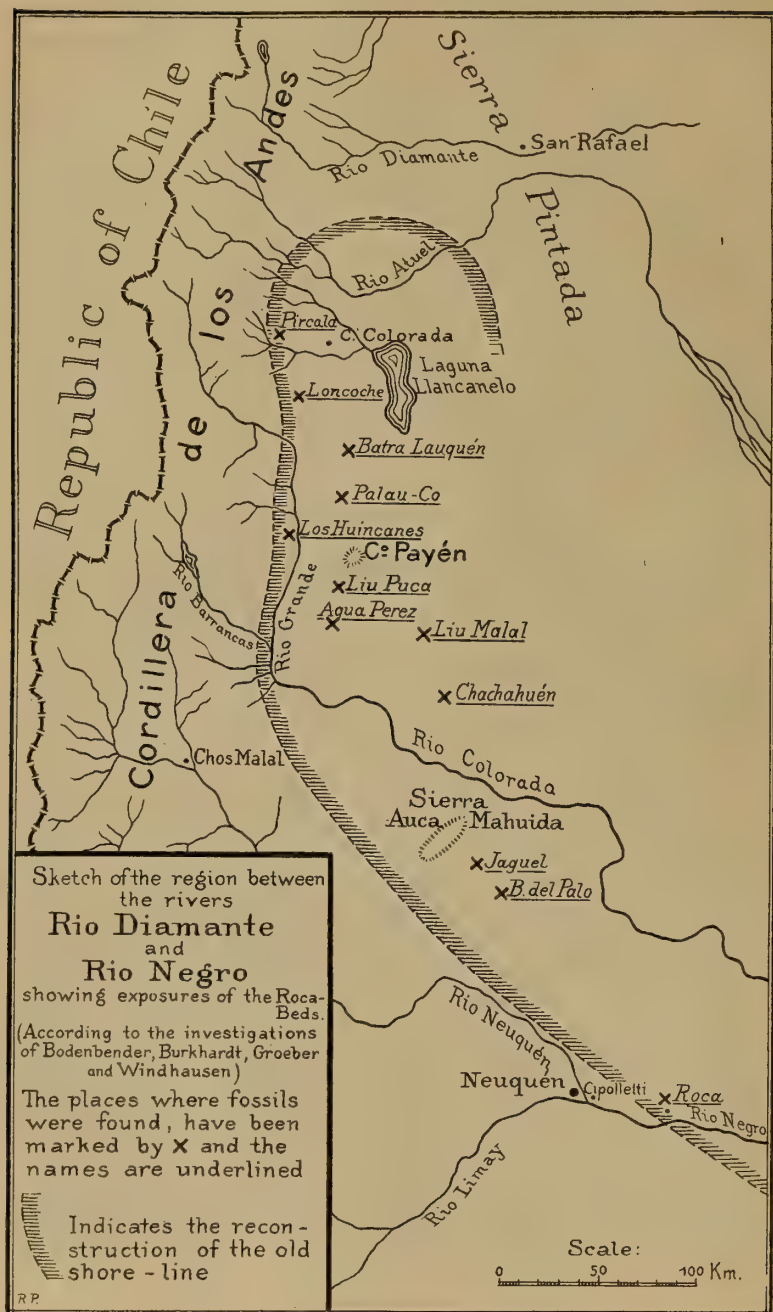 Republic of Chile
Cordillera de los Andes
Sierra Pintada
San Rafael
Rio Diamante
Rio Atuel
Pircala
C. Colorada
Laguna
Llancanelo
Loncoche
Batra Lauquén
Palau-Co
Los Huincanes
Co. Payén
Rio Barrancas
Rio Grande
Liu Puca
Agua Perez
Liu Malal
Chachahuén
Chos Malal
Rio Colorada
Sierra
Auca Mahuida
Jaguel
B. del Palo
Rio Neuquén
Neuquén
Cipolletti
Roca
Rio Negro
Rio Limay
Sketch of the region between
the rivers
Rio Diamante
and
Rio Negro
showing exposures of the Roca-
Beds.
(According to the investigations
of Bodenbender, Burkhardt, Groeber
and Windhausen)
The places where fossils
were found, have been
marked by X and the
names are underlined
Indicates the recon-
struction of the old
shore-line
R.P.
Scale:
0 50 100 Km.